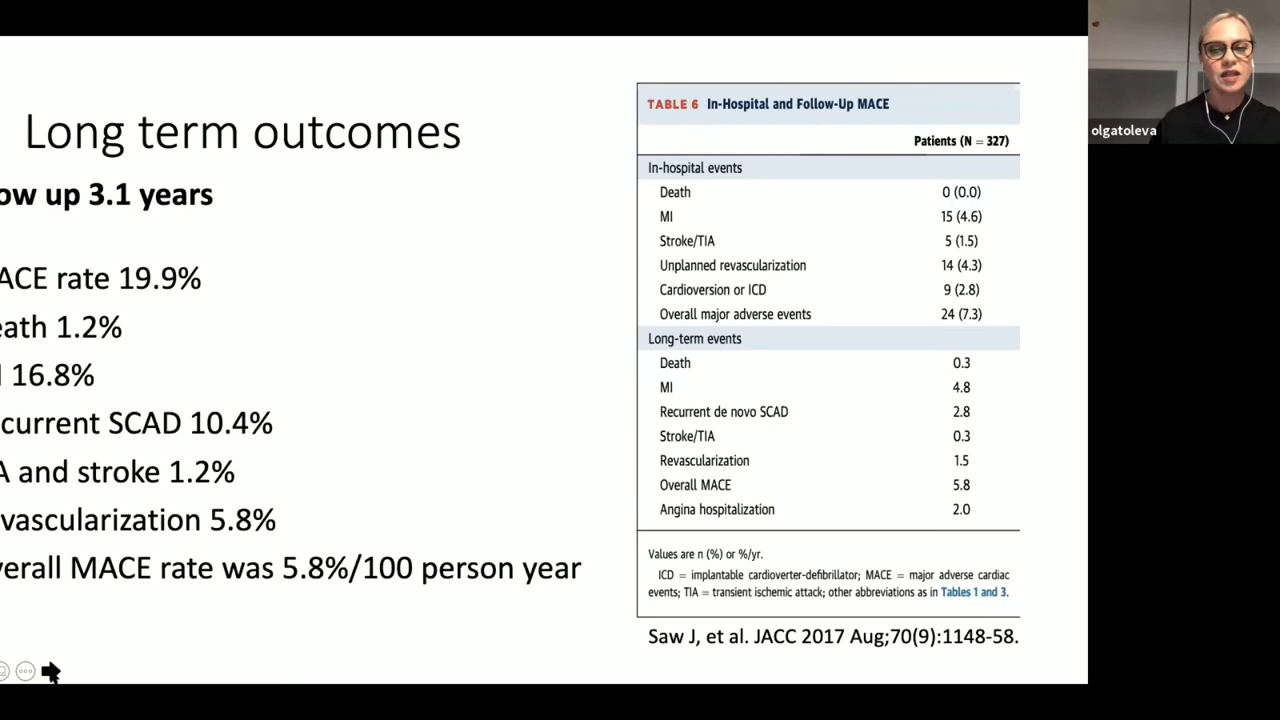 Long term outcomes
ow up 3.1 years
ACE rate 19.9%
eath 1.2%
I 16.8%
current SCAD 10.4%
A and stroke 1.2%
vascularization 5.8%
verall MACE rate was 5.8%/100 person year
TABLE 6 In-Hospital and Follow-Up MACE
Patients (N = 327)
In-hospital events
Death 0 (0.0)
MI 15 (4.6)
Stroke/TIA 5 (1.5)
Unplanned revascularization 14 (4.3)
Cardioversion or ICD 9 (2.8)
Overall major adverse events 24 (7.3)
Long-term events
Death 0.3
MI 4.8
Recurrent de novo SCAD 2.8
Stroke/TIA 0.3
Revascularization 1.5
Overall MACE 5.8
Angina hospitalization 2.0
Values are n (%) or %/yr.
ICD = implantable cardioverter-defibrillator; MACE = major adverse cardiac
events; TIA = transient ischemic attack; other abbreviations as in Tables 1 and 3.
Saw J, et al. JACC 2017 Aug;70(9):1148-58.
olgatoleva